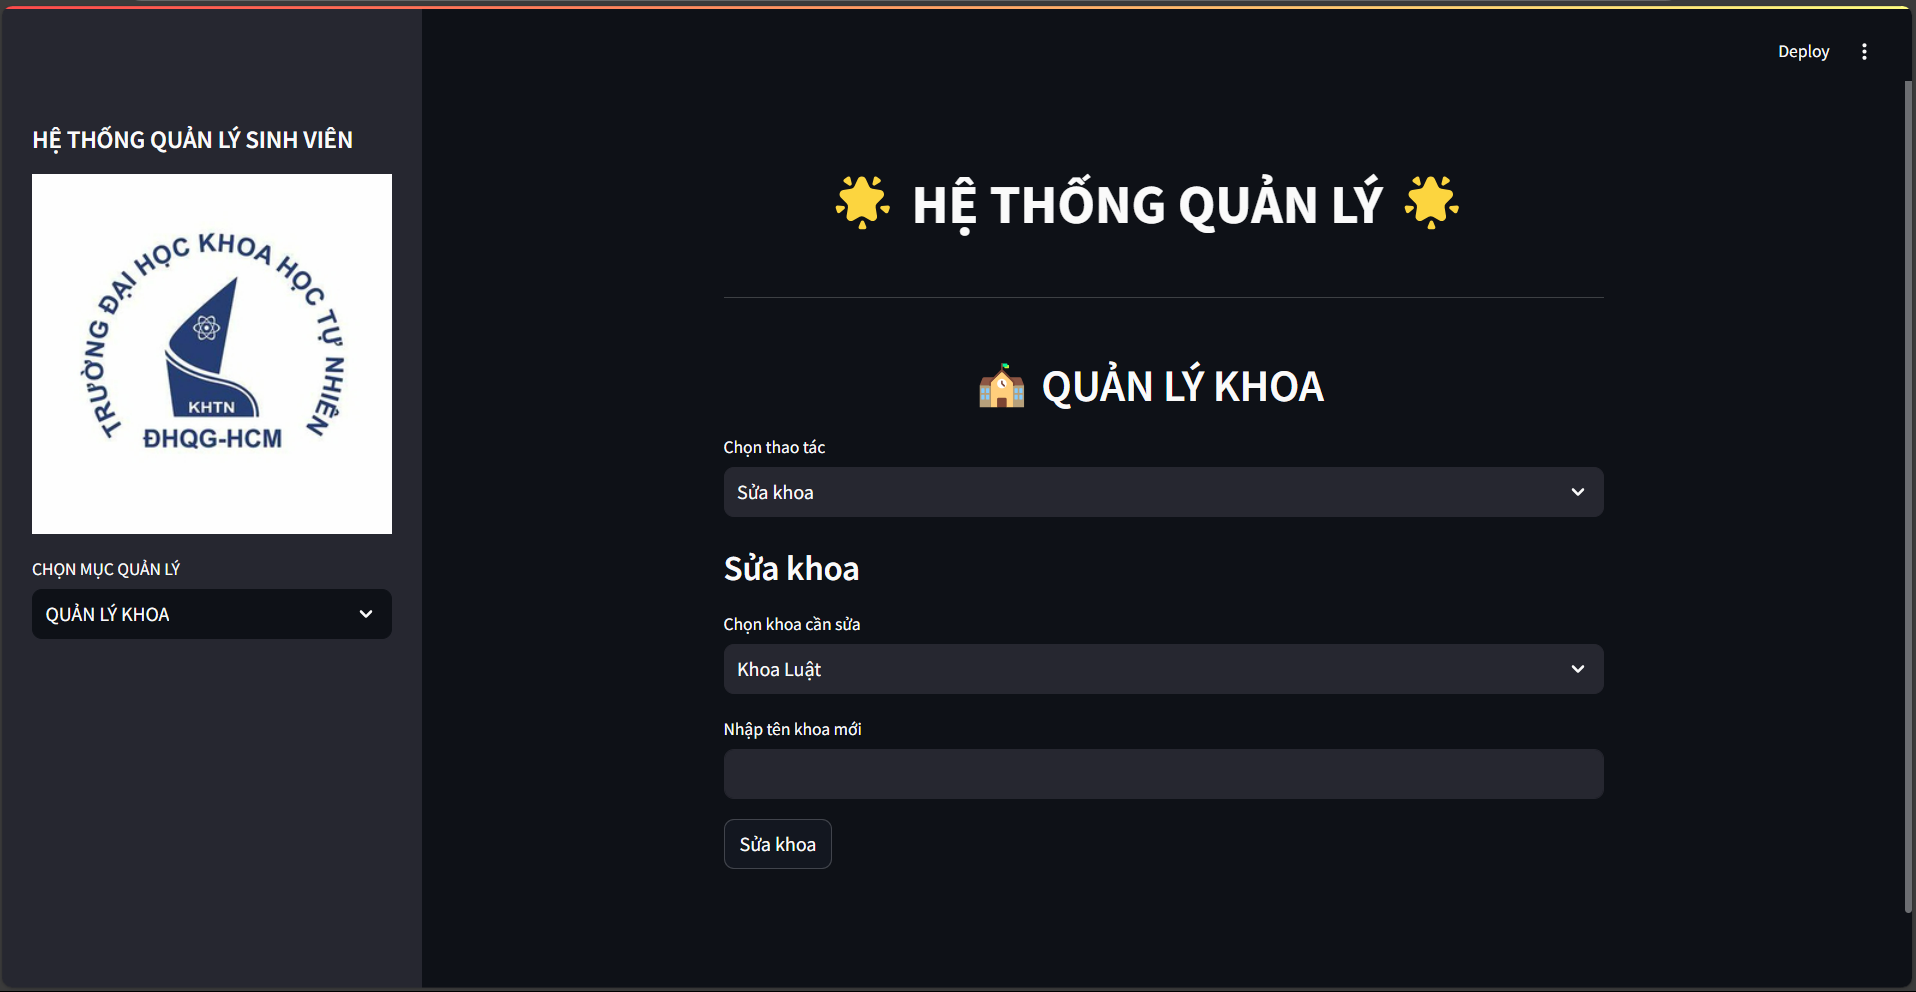 Deploy
HỆ THỐNG QUẢN LÝ SINH VIÊN
TRƯỜNG ĐẠI HỌC KHOA HỌC TỰ NHIÊN
KHTN
ĐHQG-HCM
CHỌN MỤC QUẢN LÝ
QUẢN LÝ KHOA
HỆ THỐNG QUẢN LÝ
QUẢN LÝ KHOA
Chọn thao tác
Sửa khoa
Sửa khoa
Chọn khoa cần sửa
Khoa Luật
Nhập tên khoa mới
Sửa khoa